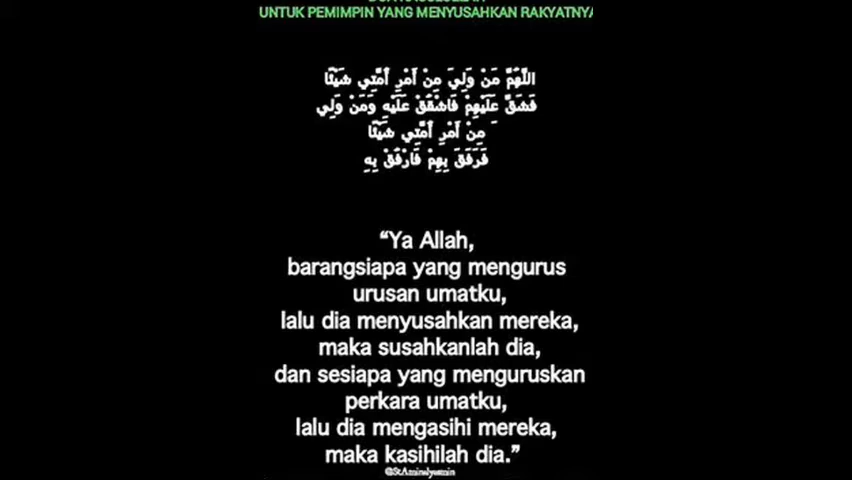 UNTUK PEMIMPIN YANG MENYUSAHKAN RAKYATNYA
اللَّهُمَّ مَنْ وَلِيَ مِنْ أَمْرِ أُمَّتِي شَيْئًا
فَشَقَّ عَلَيْهِمْ فَاشْقُقْ عَلَيْهِ وَمَنْ وَلِي
َ مِنْ أَمْرِ أُمَّتِي شَيْئًا
فَرَفَقَ بِهِمْ فَارْفُقْ بِهِ
“Ya Allah,
barangsiapa yang mengurus
urusan umatku,
lalu dia menyusahkan mereka,
maka susahkanlah dia,
dan sesiapa yang menguruskan
perkara umatku,
lalu dia mengasihi mereka,
maka kasihilah dia.”